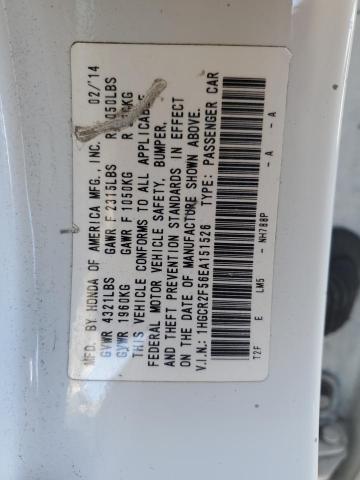 MFD. BY HONDA OF AMERICA MFG., INC. 02/14
GVWR 4321LBS GAWR F 2315LBS R 2050LBS
GVWR 1960KG GAWR F 1050KG R
THIS VEHICLE CONFORMS TO ALL APPLICABLE
FEDERAL MOTOR VEHICLE SAFETY, BUMPER,
AND THEFT PREVENTION STANDARDS IN EFFECT
ON THE DATE OF MANUFACTURE SHOWN ABOVE.
V.I.N.: 1HGCR2F56EA151526 TYPE: PASSENGER CAR
T2F E LM5 - NH788P - A - A